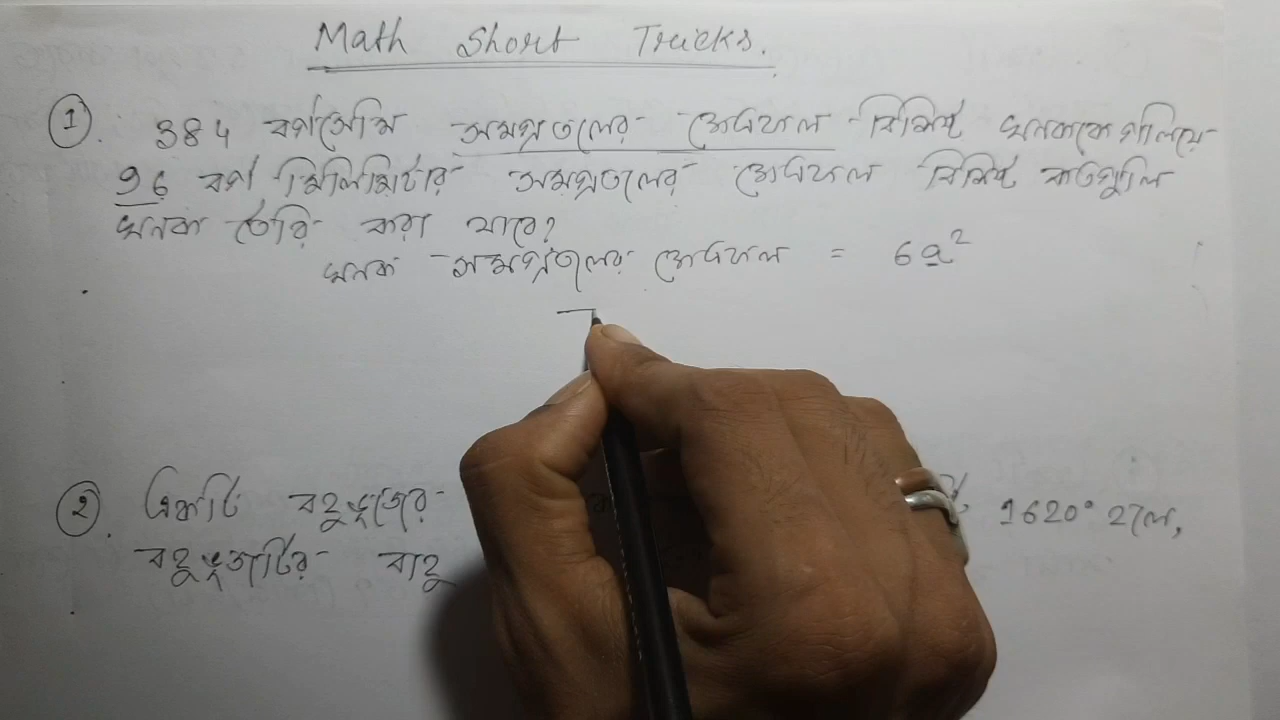 Math Short Tricks.
1. 384 বর্গসেমি সমগ্রতলের ক্ষেত্রফল বিশিষ্ট ঘনককে গলিয়ে
96 বর্গ মিলিমিটার সমগ্রতলের ক্ষেত্রফল বিশিষ্ট কতগুলি
ঘনক তৈরি করা যাবে?
ঘনক সমগ্রতলের ক্ষেত্রফল = 6a²
2. একটি বহুভুজের 1620° হলে,
বহুভুজটির বাহু